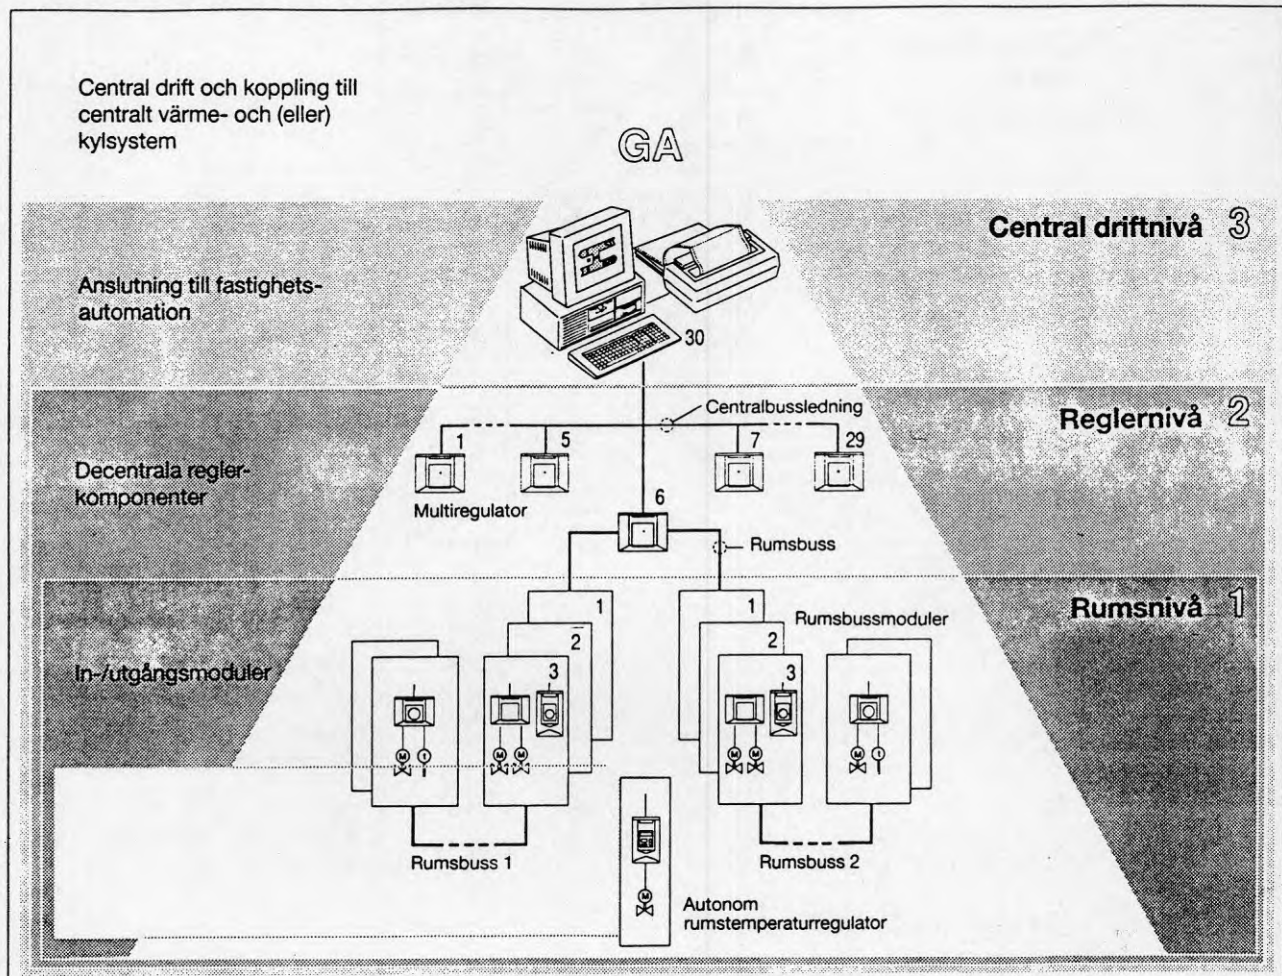 Central drift och koppling till
centralt värme- och (eller)
kylsystem
GA
Central driftnivå 3
Anslutning till fastighets-
automation
30
Reglernivå 2
Centralbussledning
1
5
7
29
Decentrala regler-
komponenter
Multiregulator
6
Rumsbuss
Rumsnivå 1
1
1
Rumsbussmoduler
2
2
In-/utgångsmoduler
3
3
M
1
M
M
M
M
M
1
Rumsbuss 1
Rumsbuss 2
M
Autonom
rumstemperaturregulator